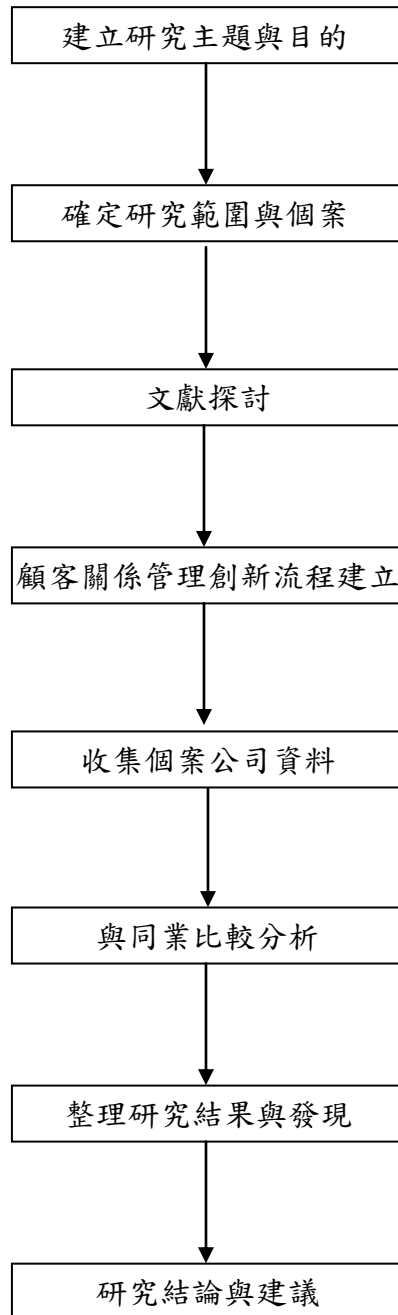 建立研究主題與目的
確定研究範圍與個案
文獻探討
顧客關係管理創新流程建立
收集個案公司資料
與同業比較分析
整理研究結果與發現
研究結論與建議